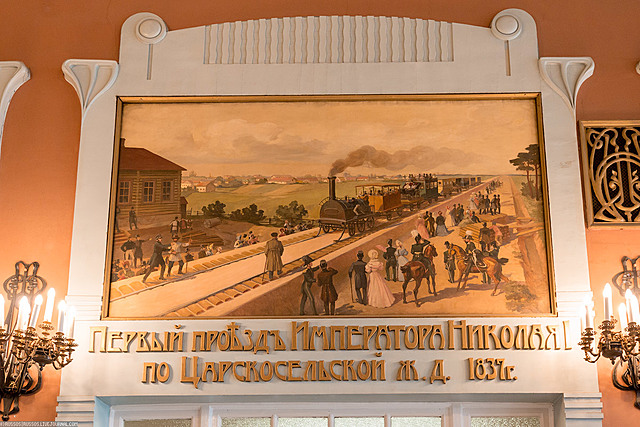 Первый проѣздъ Императора Николая I
по Царскосельской ж. д. 1837 г.